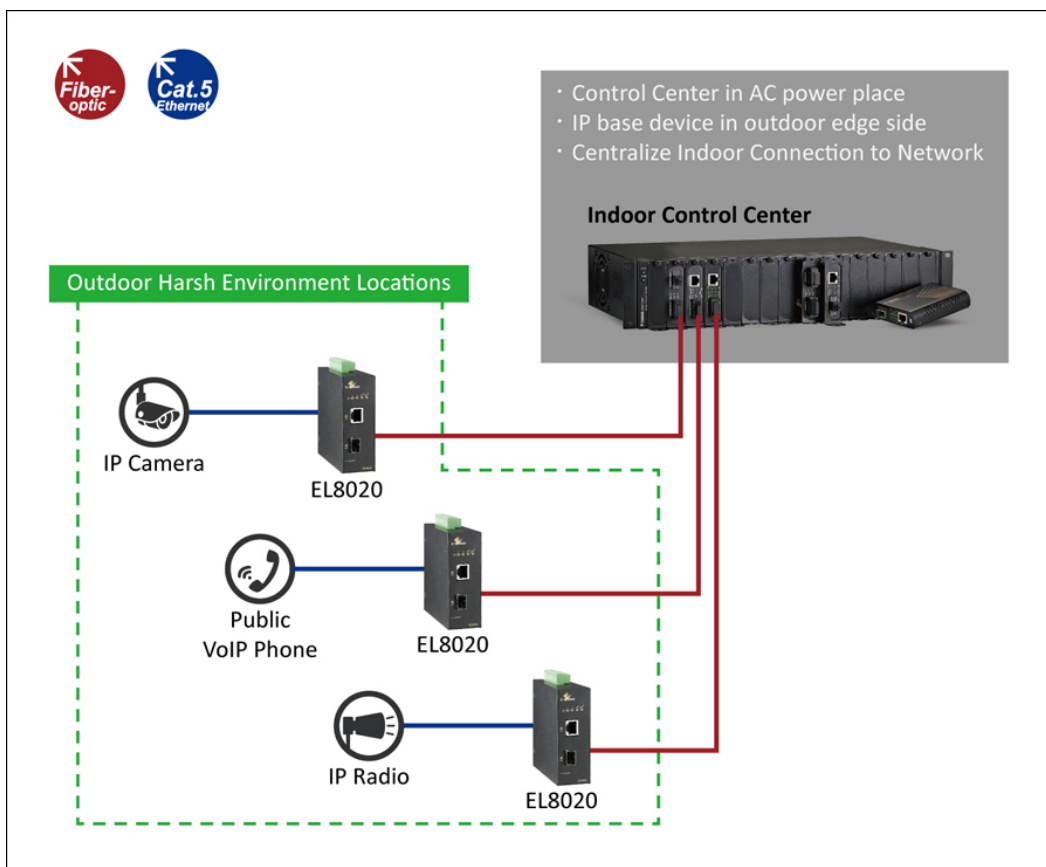 Fiber-
optic
Cat.5
Ethernet
· Control Center in AC power place
· IP base device in outdoor edge side
· Centralize Indoor Connection to Network
Indoor Control Center
Outdoor Harsh Environment Locations
IP Camera
EL8020
Public
VoIP Phone
EL8020
IP Radio
EL8020